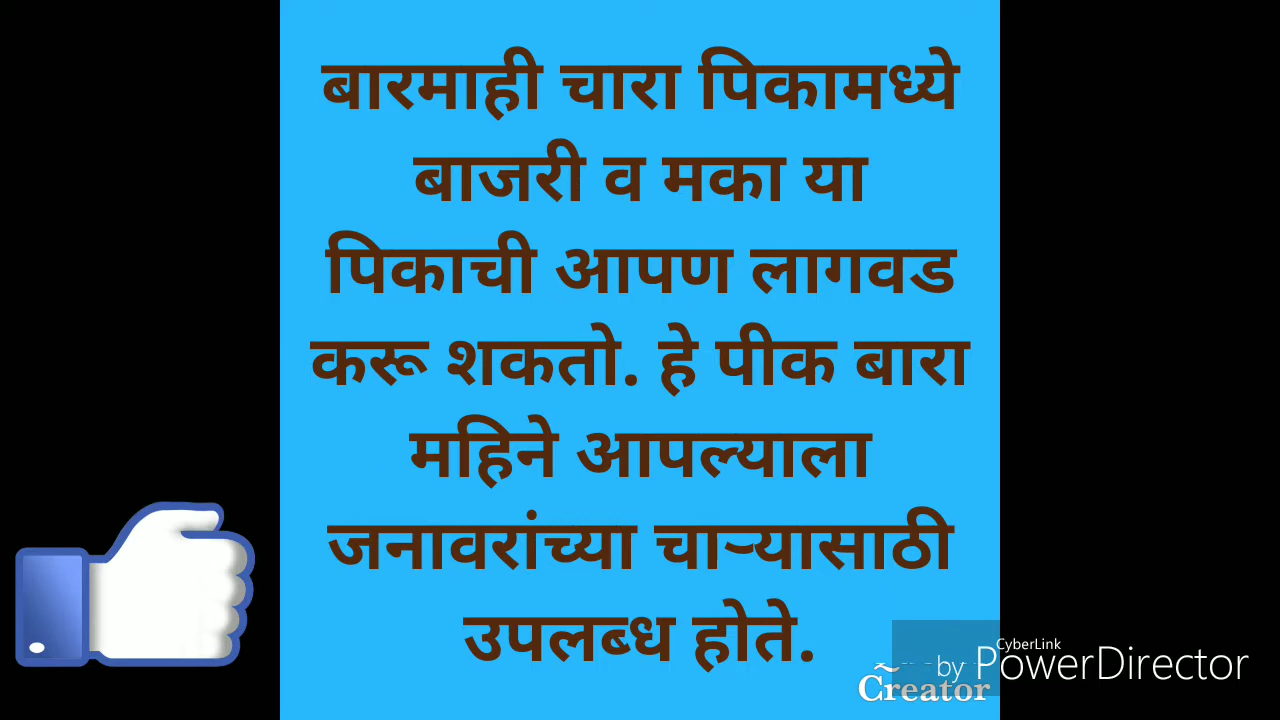 बारमाही चारा पिकामध्ये
बाजरी व मका या
पिकाची आपण लागवड
करू शकतो. हे पीक बारा
महिने आपल्याला
जनावरांच्या चाऱ्यासाठी
उपलब्ध होते.
CyberLink
by PowerDirector
Creator